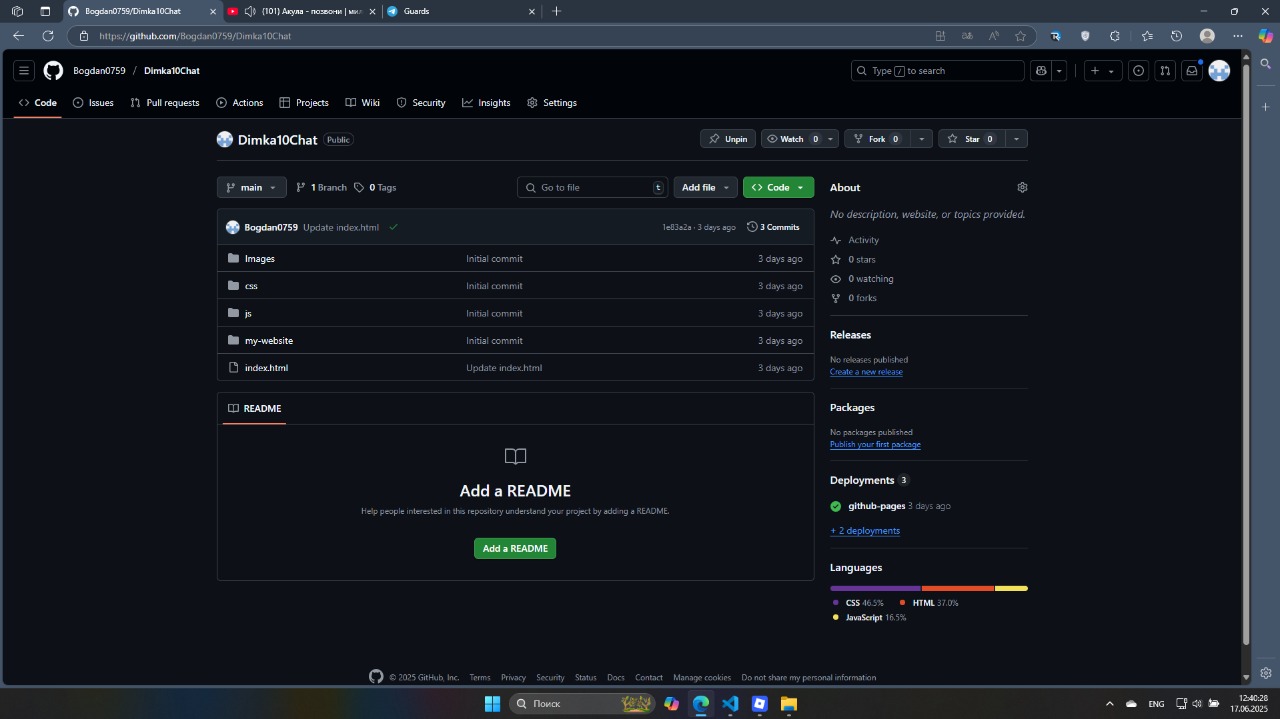 Bogdan0759/Dimka10Chat
(101) Акула - позвони | мил
Guards
https://github.com/Bogdan0759/Dimka10Chat
Bogdan0759 / Dimka10Chat
Type / to search
Code
Issues
Pull requests
Actions
Projects
Wiki
Security
Insights
Settings
Dimka10Chat Public
Unpin
Watch 0
Fork 0
Star 0
main
1 Branch
0 Tags
Go to file t
Add file
Code
Bogdan0759 Update index.html
1e83a2a · 3 days ago
3 Commits
Images Initial commit 3 days ago
css Initial commit 3 days ago
js Initial commit 3 days ago
my-website Initial commit 3 days ago
index.html Update index.html 3 days ago
README
Add a README
Help people interested in this repository understand your project by adding a README.
Add a README
About
No description, website, or topics provided.
Activity
0 stars
0 watching
0 forks
Releases
No releases published
Create a new release
Packages
No packages published
Publish your first package
Deployments 3
github-pages 3 days ago
+ 2 deployments
Languages
CSS 46.5% HTML 37.0%
JavaScript 16.5%
© 2025 GitHub, Inc. Terms Privacy Security Status Docs Contact Manage cookies Do not share my personal information
Поиск
ENG
12:40:28
17.06.2025